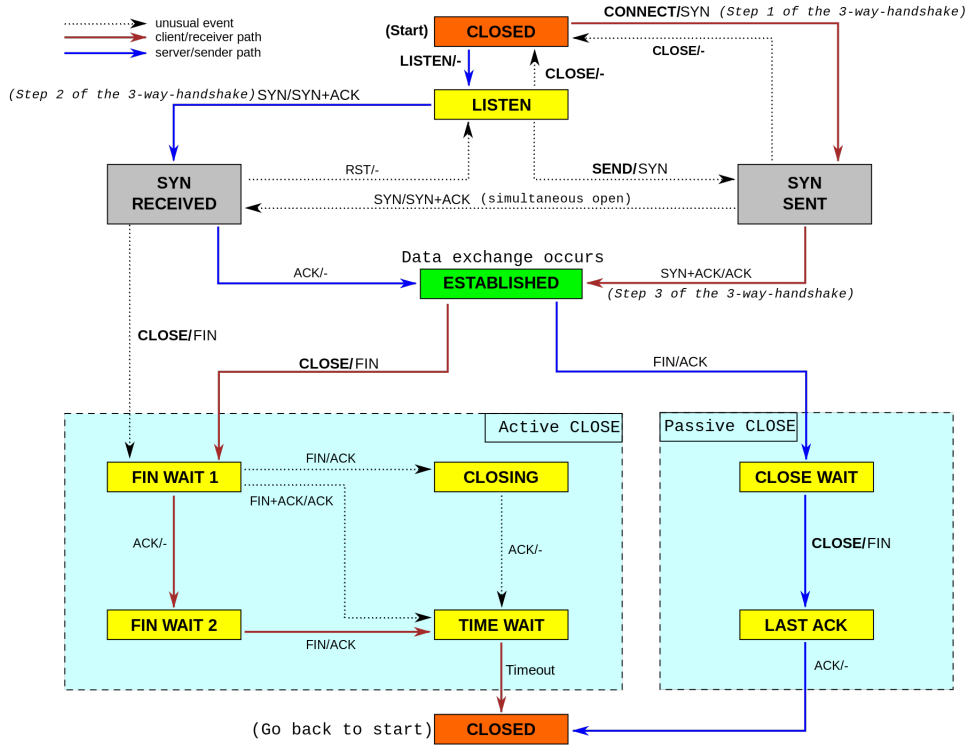 unusual event
client/receiver path
server/sender path
(Start)
CLOSED
CONNECT/SYN (Step 1 of the 3-way-handshake)
CLOSE/-
LISTEN/-
CLOSE/-
(Step 2 of the 3-way-handshake) SYN/SYN+ACK
LISTEN
RST/-
SEND/SYN
SYN
RECEIVED
SYN
SENT
SYN/SYN+ACK (simultaneous open)
Data exchange occurs
ACK/-
ESTABLISHED
SYN+ACK/ACK
(Step 3 of the 3-way-handshake)
CLOSE/FIN
CLOSE/FIN
FIN/ACK
Active CLOSE
Passive CLOSE
FIN WAIT 1
FIN/ACK
CLOSING
CLOSE WAIT
FIN+ACK/ACK
ACK/-
ACK/-
CLOSE/FIN
FIN WAIT 2
TIME WAIT
LAST ACK
FIN/ACK
Timeout
ACK/-
(Go back to start)
CLOSED